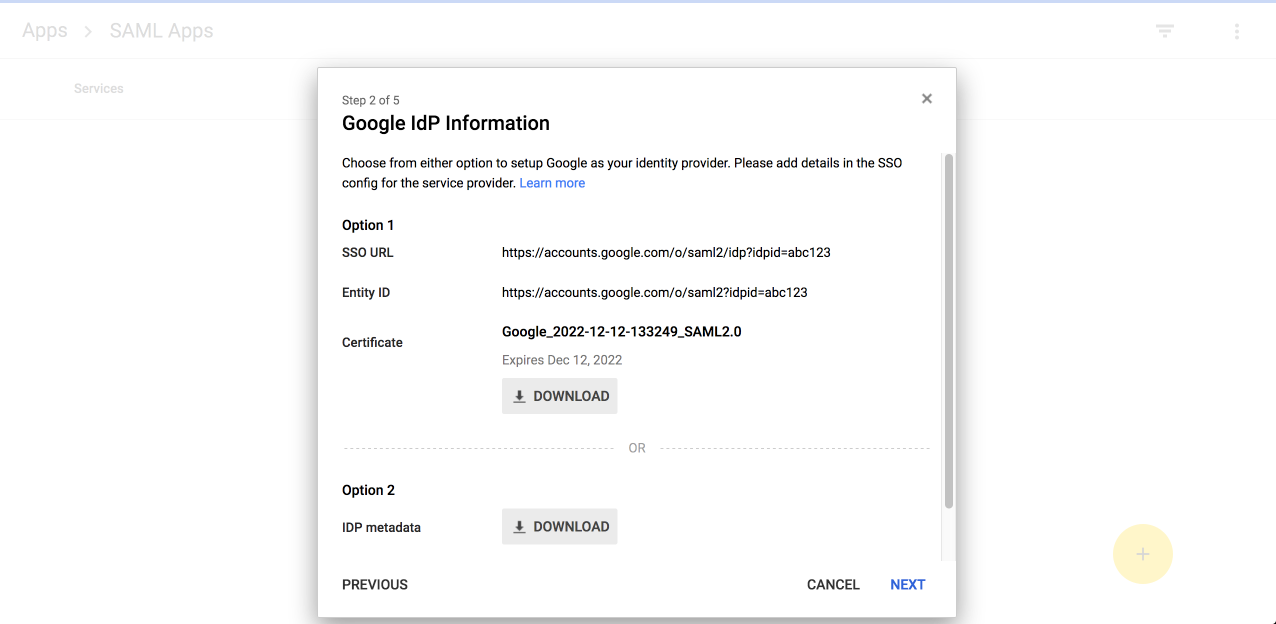 Apps > SAML Apps
Services
Step 2 of 5
Google IdP Information
Choose from either option to setup Google as your identity provider. Please add details in the SSO
config for the service provider. Learn more
Option 1
SSO URL https://accounts.google.com/o/saml2/idp?idpid=abc123
Entity ID https://accounts.google.com/o/saml2?idpid=abc123
Certificate Google_2022-12-12-133249_SAML2.0
Expires Dec 12, 2022
DOWNLOAD
OR
Option 2
IDP metadata DOWNLOAD
PREVIOUS CANCEL NEXT